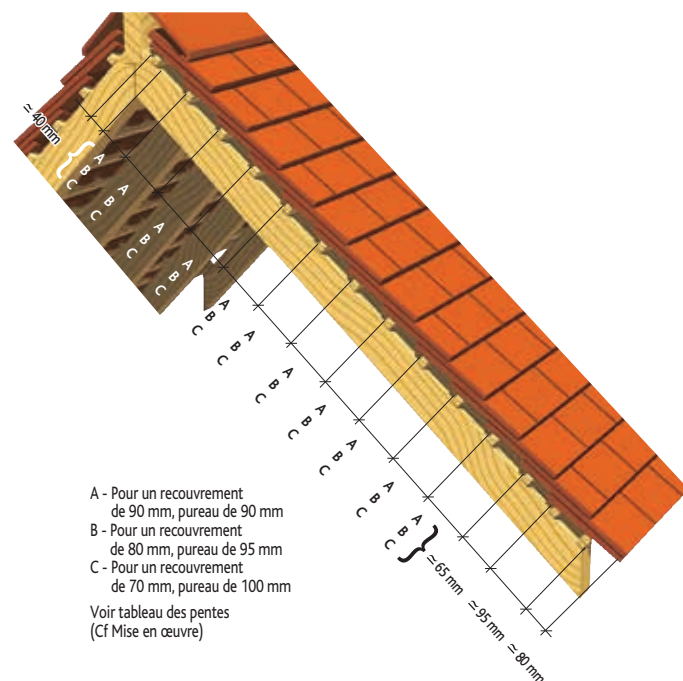 ≃ 40 mm
A
B
C
A
B
C
A
B
C
A
B
C
A
B
C
A
B
C
A
B
C
A
B
C
A
B
C
A
B
C
A
B
C
≃ 65 mm
≃ 95 mm
≃ 80 mm
A - Pour un recouvrement
de 90 mm, pureau de 90 mm
B - Pour un recouvrement
de 80 mm, pureau de 95 mm
C - Pour un recouvrement
de 70 mm, pureau de 100 mm
Voir tableau des pentes
(Cf Mise en œuvre)